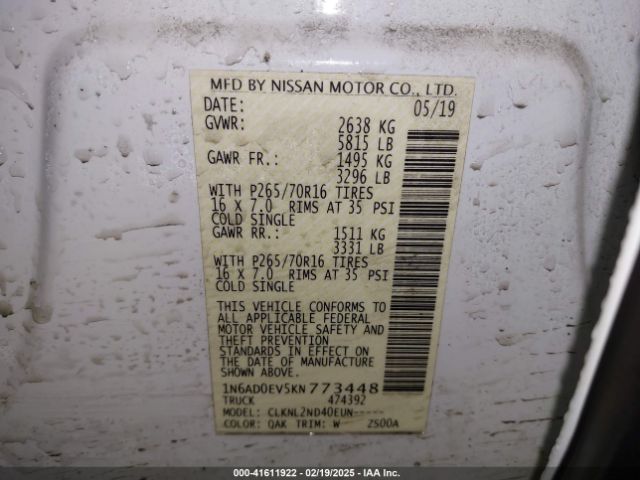 MFD BY NISSAN MOTOR CO., LTD.
DATE: 05/19
GVWR: 2638 KG
5815 LB
GAWR FR.: 1495 KG
3296 LB
WITH P265/70R16 TIRES
16 X 7.0 RIMS AT 35 PSI
COLD SINGLE
GAWR RR.: 1511 KG
3331 LB
WITH P265/70R16 TIRES
16 X 7.0 RIMS AT 35 PSI
COLD SINGLE
THIS VEHICLE CONFORMS TO
ALL APPLICABLE FEDERAL
MOTOR VEHICLE SAFETY AND
THEFT PREVENTION
STANDARDS IN EFFECT ON
THE DATE OF MANUFACTURE
SHOWN ABOVE.
1N6AD0EV5KN773448
TRUCK 474392
MODEL: CLKNL2ND40EUN-----
COLOR: QAK TRIM: W 2500A
000-41611922 / 02/19/2025 - IAA Inc.